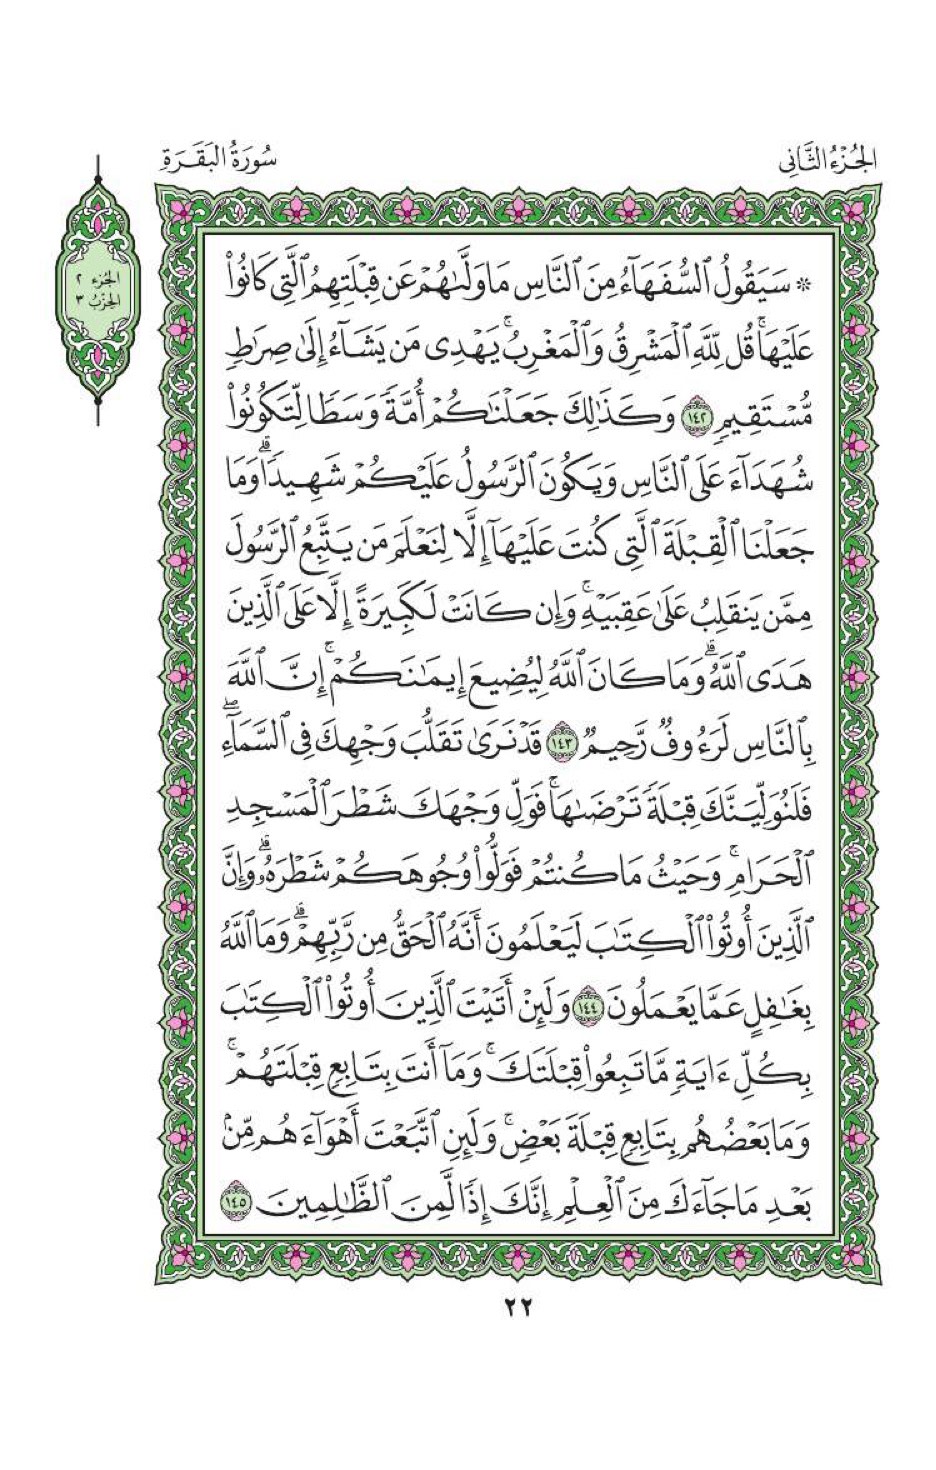 الجُزْءُ الثَّانِي
سُورَةُ البَقَرَةِ
الجُزء ٢
الحِزْبُ ٣
* سَيَقُولُ ٱلسُّفَهَآءُ مِنَ ٱلنَّاسِ مَا وَلَّىٰهُمْ عَن قِبْلَتِهِمُ ٱلَّتِي كَانُوا۟
عَلَيْهَاۚ قُل لِّلَّهِ ٱلْمَشْرِقُ وَٱلْمَغْرِبُۚ يَهْدِى مَن يَشَآءُ إِلَىٰ صِرَٰطٍ
مُّسْتَقِيمٍ ١٤٢ وَكَذَٰلِكَ جَعَلْنَٰكُمْ أُمَّةً وَسَطًا لِّتَكُونُوا۟
شُهَدَآءَ عَلَى ٱلنَّاسِ وَيَكُونَ ٱلرَّسُولُ عَلَيْكُمْ شَهِيدًاۗ وَمَا
جَعَلْنَا ٱلْقِبْلَةَ ٱلَّتِي كُنتَ عَلَيْهَآ إِلَّا لِنَعْلَمَ مَن يَتَّبِعُ ٱلرَّسُولَ
مِمَّن يَنقَلِبُ عَلَىٰ عَقِبَيْهِۚ وَإِن كَانَتْ لَكَبِيرَةً إِلَّا عَلَى ٱلَّذِينَ
هَدَى ٱللَّهُۗ وَمَا كَانَ ٱللَّهُ لِيُضِيعَ إِيمَٰنَكُمْۚ إِنَّ ٱللَّهَ
بِٱلنَّاسِ لَرَءُوفٌ رَّحِيمٌ ١٤٣ قَدْ نَرَىٰ تَقَلُّبَ وَجْهِكَ فِي ٱلسَّمَآءِۖ
فَلَنُوَلِّيَنَّكَ قِبْلَةً تَرْضَىٰهَاۚ فَوَلِّ وَجْهَكَ شَطْرَ ٱلْمَسْجِدِ
ٱلْحَرَامِۚ وَحَيْثُ مَا كُنتُمْ فَوَلُّوا۟ وُجُوهَكُمْ شَطْرَهُۥۗ وَإِنَّ
ٱلَّذِينَ أُوتُوا۟ ٱلْكِتَٰبَ لَيَعْلَمُونَ أَنَّهُ ٱلْحَقُّ مِن رَّبِّهِمْۗ وَمَا ٱللَّهُ
بِغَٰفِلٍ عَمَّا يَعْمَلُونَ ١٤٤ وَلَئِنْ أَتَيْتَ ٱلَّذِينَ أُوتُوا۟ ٱلْكِتَٰبَ
بِكُلِّ ءَايَةٍ مَّا تَبِعُوا۟ قِبْلَتَكَۚ وَمَآ أَنتَ بِتَابِعٍ قِبْلَتَهُمْۚ
وَمَا بَعْضُهُم بِتَابِعٍ قِبْلَةَ بَعْضٍۚ وَلَئِنِ ٱتَّبَعْتَ أَهْوَآءَهُم مِّنۢ
بَعْدِ مَا جَآءَكَ مِنَ ٱلْعِلْمِ إِنَّكَ إِذًا لَّمِنَ ٱلظَّٰلِمِينَ ١٤٥
٢٢